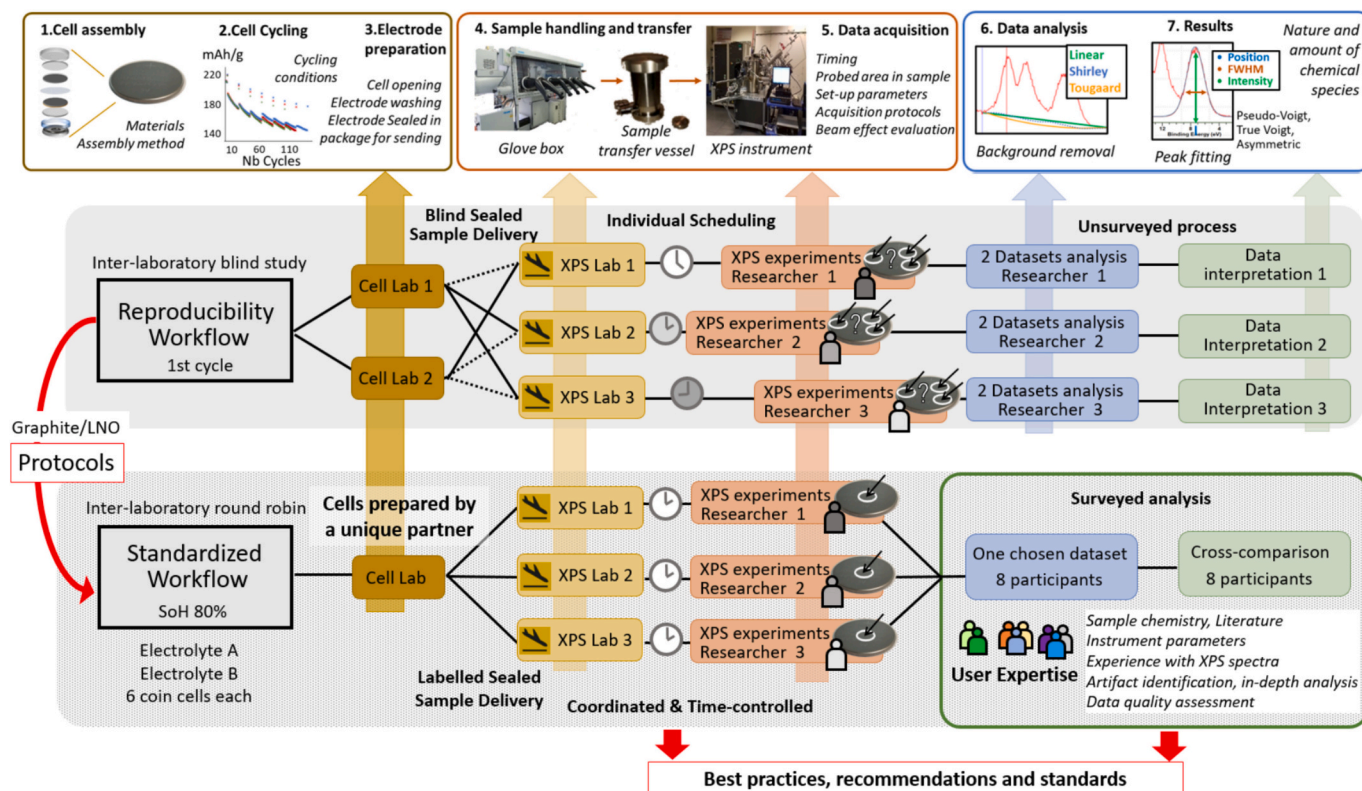 1.Cell assembly
Materials
Assembly method
2.Cell Cycling
mAh/g
220
180
140
Cycling
conditions
10
60
110
Nb Cycles
3.Electrode
preparation
Cell opening
Electrode washing
Electrode Sealed in
package for sending
4. Sample handling and transfer
Glove box
Sample
transfer vessel
XPS instrument
5. Data acquisition
Timing
Probed area in sample
Set-up parameters
Acquisition protocols
Beam effect evaluation
6. Data analysis
Linear
Shirley
Tougaard
Background removal
7. Results
Position
FWHM
Intensity
Binding Energy (eV)
Peak fitting
Nature and
amount of
chemical
species
Pseudo-Voigt,
True Voigt,
Asymmetric
Blind Sealed
Sample Delivery
Individual Scheduling
Unsurveyed process
Inter-laboratory blind study
Reproducibility
Workflow
1st cycle
Cell Lab 1
Cell Lab 2
XPS Lab 1
XPS experiments
Researcher 1
?
2 Datasets analysis
Researcher 1
Data
interpretation 1
XPS Lab 2
XPS experiments
Researcher 2
?
2 Datasets analysis
Researcher 2
Data
Interpretation 2
XPS Lab 3
XPS experiments
Researcher 3
?
2 Datasets analysis
Researcher 3
Data
Interpretation 3
Graphite/LNO
Protocols
Inter-laboratory round robin
Standardized
Workflow
SoH 80%
Electrolyte A
Electrolyte B
6 coin cells each
Cells prepared by
a unique partner
Cell Lab
XPS Lab 1
XPS experiments
Researcher 1
XPS Lab 2
XPS experiments
Researcher 2
XPS Lab 3
XPS experiments
Researcher 3
Labelled Sealed
Sample Delivery
Coordinated & Time-controlled
Surveyed analysis
One chosen dataset
8 participants
Cross-comparison
8 participants
User Expertise
Sample chemistry, Literature
Instrument parameters
Experience with XPS spectra
Artifact identification, in-depth analysis
Data quality assessment
Best practices, recommendations and standards